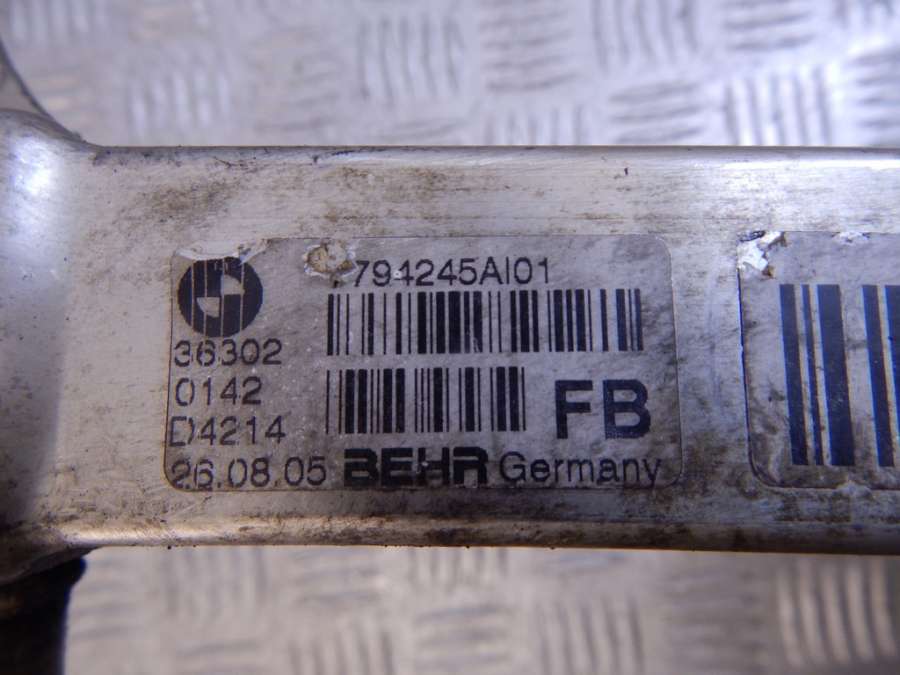 794245AI01
36302
0142
FB
D4214
26.08.05 BEHR Germany